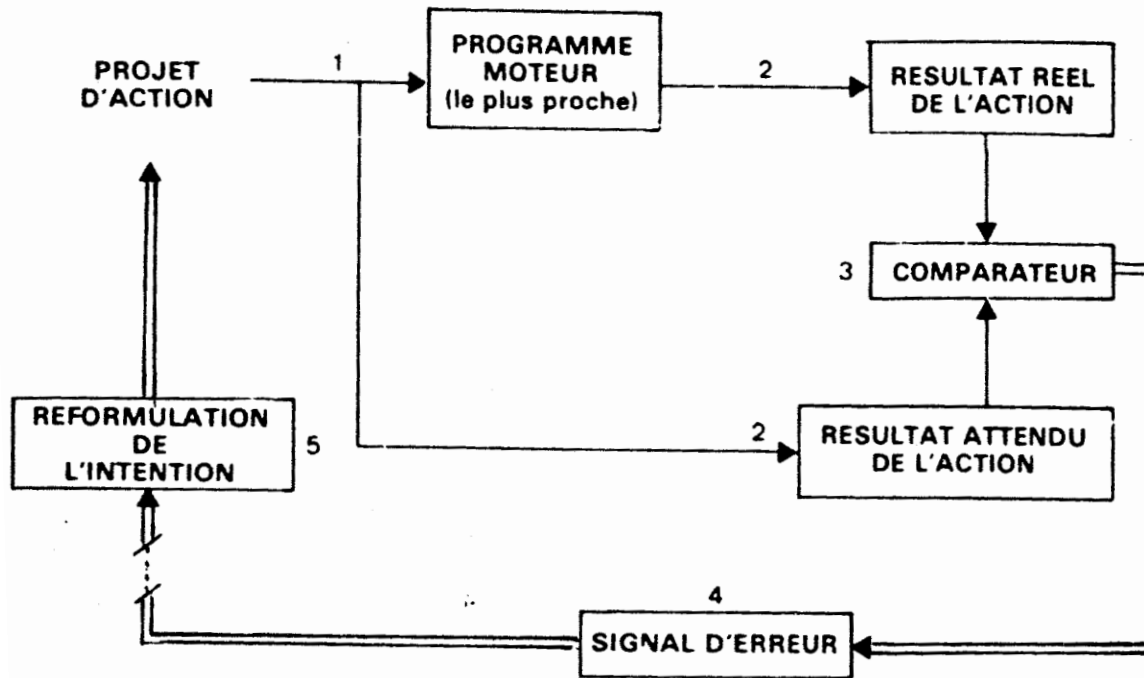 PROJET
D'ACTION
1
PROGRAMME
MOTEUR
(le plus proche)
2
RESULTAT REEL
DE L'ACTION
3
COMPARATEUR
REFORMULATION
DE
L'INTENTION
5
2
RESULTAT ATTENDU
DE L'ACTION
4
SIGNAL D'ERREUR